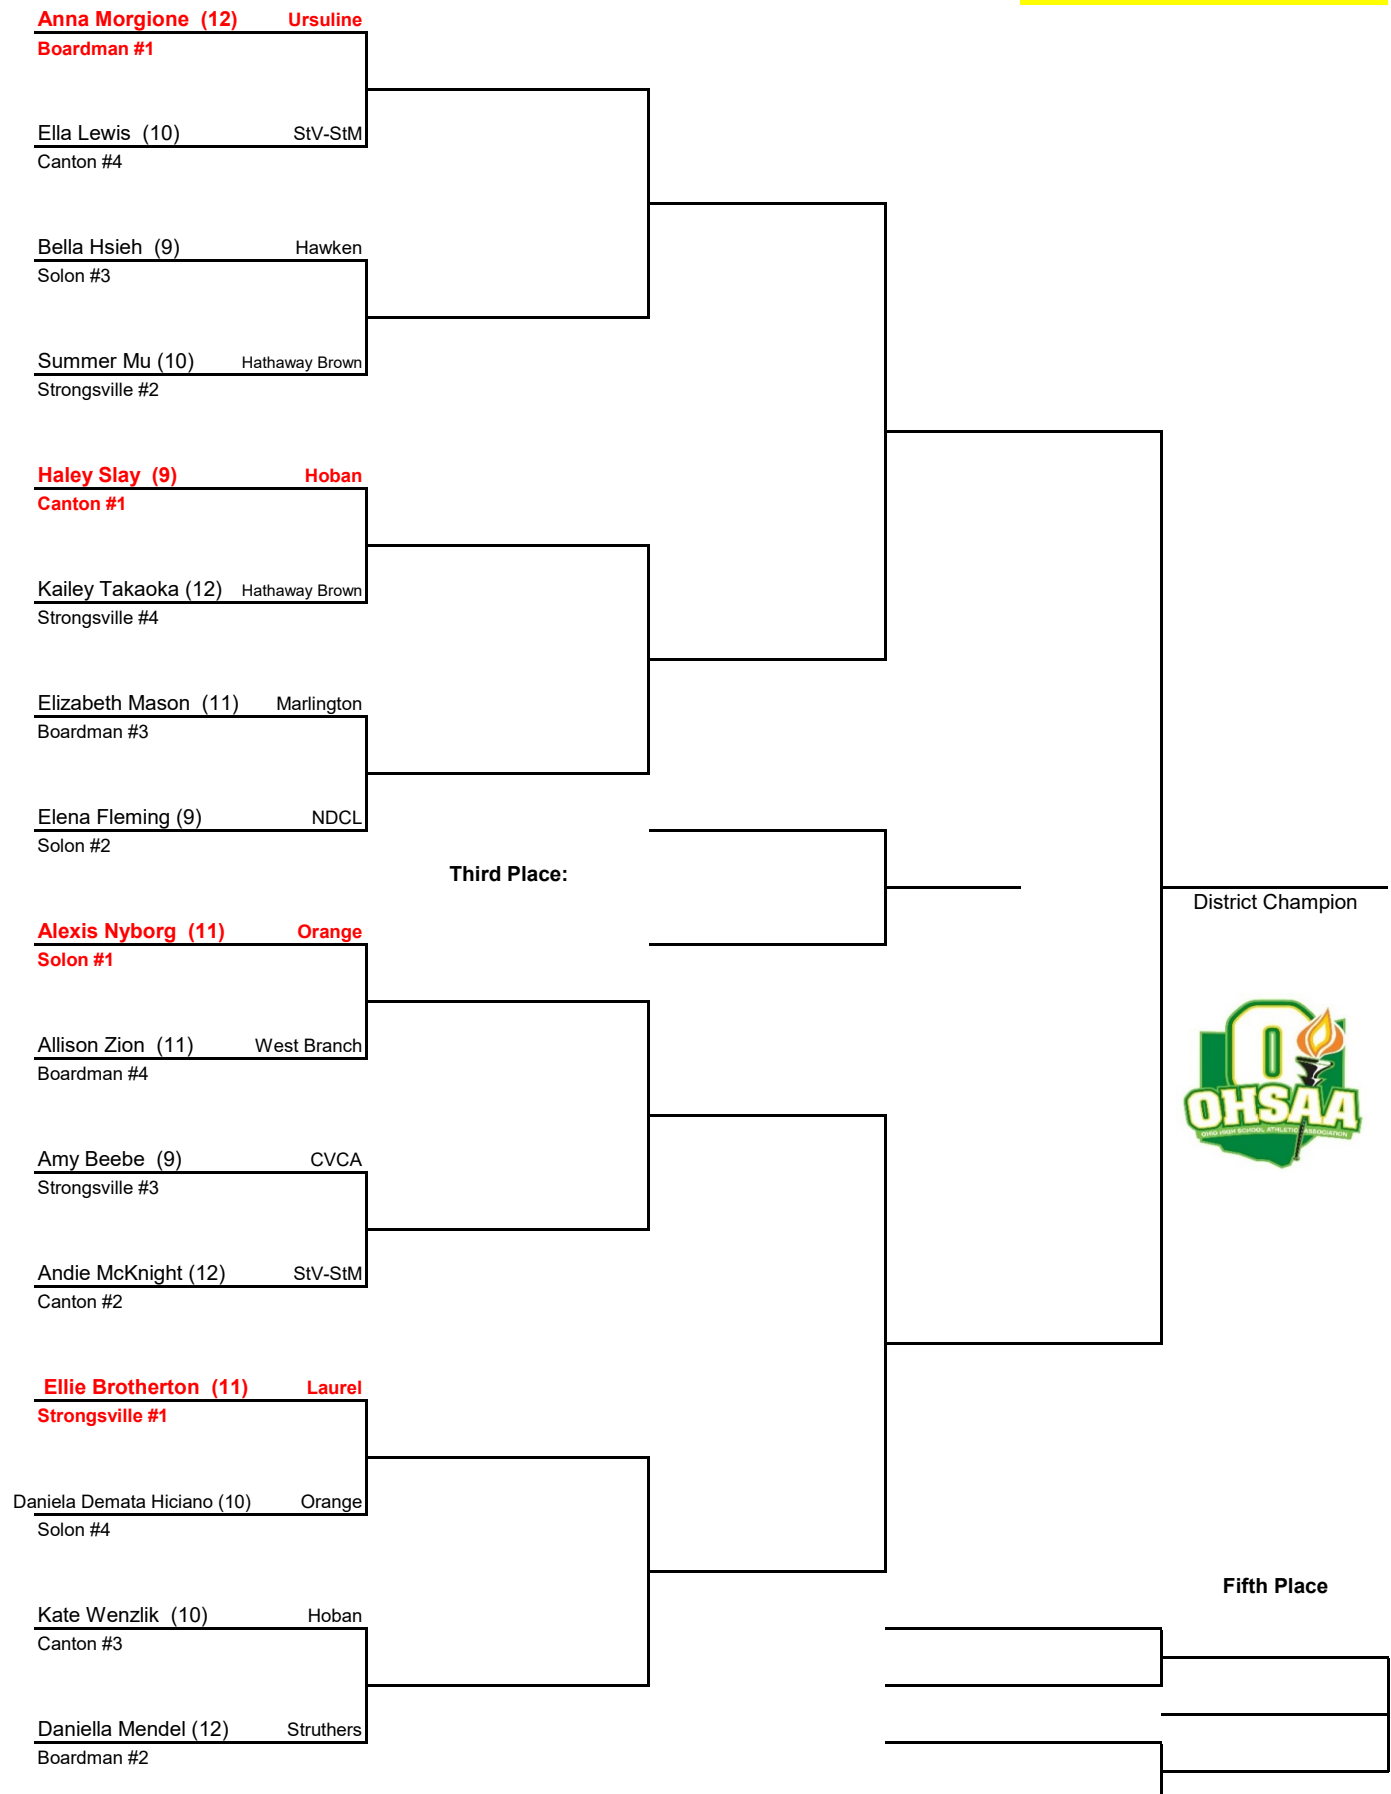 Anna Morgione (12) Ursuline
Boardman #1
Ella Lewis (10) StV-StM
Canton #4
Bella Hsieh (9) Hawken
Solon #3
Summer Mu (10) Hathaway Brown
Strongsville #2
Haley Slay (9) Hoban
Canton #1
Kailey Takaoka (12) Hathaway Brown
Strongsville #4
Elizabeth Mason (11) Marlington
Boardman #3
Elena Fleming (9) NDCL
Solon #2
Third Place:
District Champion
Alexis Nyborg (11) Orange
Solon #1
Allison Zion (11) West Branch
Boardman #4
O
OHSAA
OHIO HIGH SCHOOL ATHLETIC ASSOCIATION
Amy Beebe (9) CVCA
Strongsville #3
Andie McKnight (12) StV-StM
Canton #2
Ellie Brotherton (11) Laurel
Strongsville #1
Daniela Demata Hiciano (10) Orange
Solon #4
Fifth Place
Kate Wenzlik (10) Hoban
Canton #3
Daniella Mendel (12) Struthers
Boardman #2